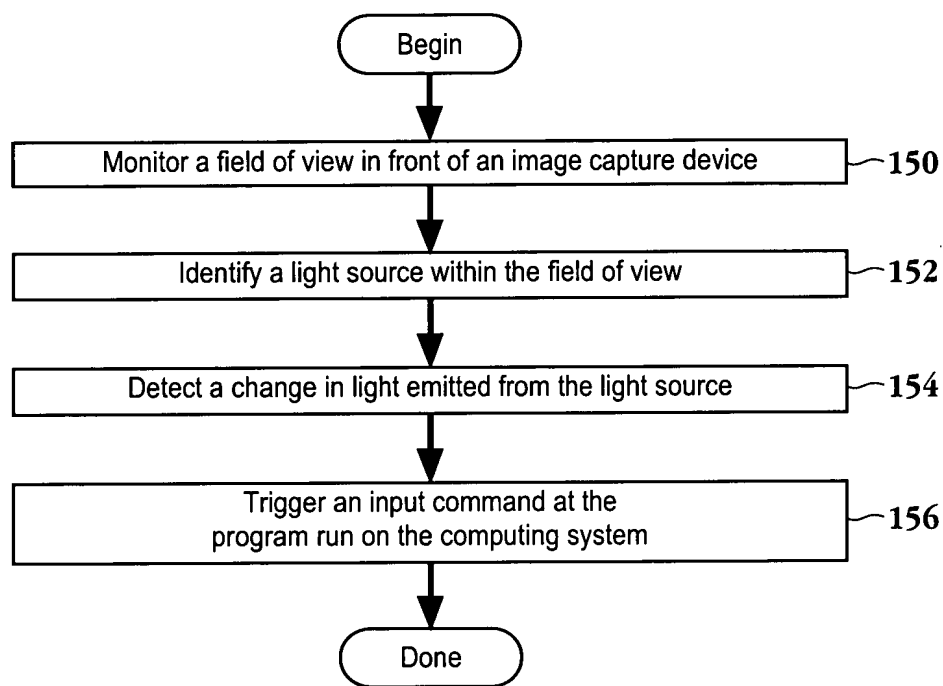 Begin
Monitor a field of view in front of an image capture device 150
Identify a light source within the field of view 152
Detect a change in light emitted from the light source 154
Trigger an input command at the
program run on the computing system 156
Done